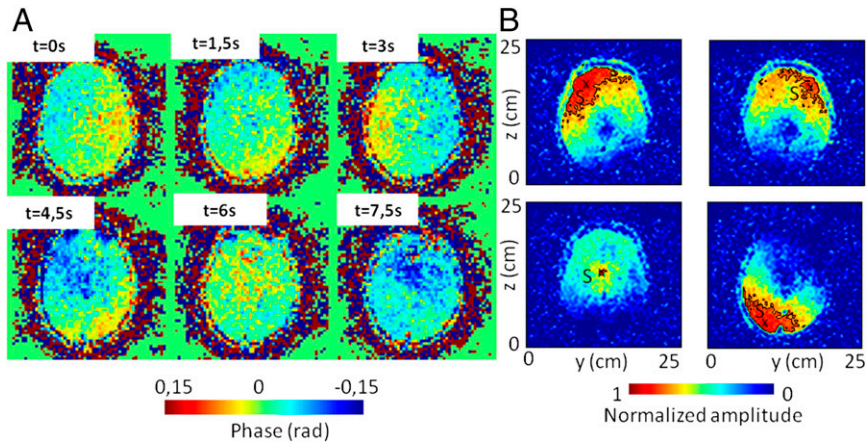 A
t=0s
t=1,5s
t=3s
t=4,5s
t=6s
t=7,5s
0,15 0 -0,15
Phase (rad)
B
25
z (cm)
0
S
S
25
z (cm)
0
S
S
0 y (cm) 25
0 25
1 0
Normalized amplitude